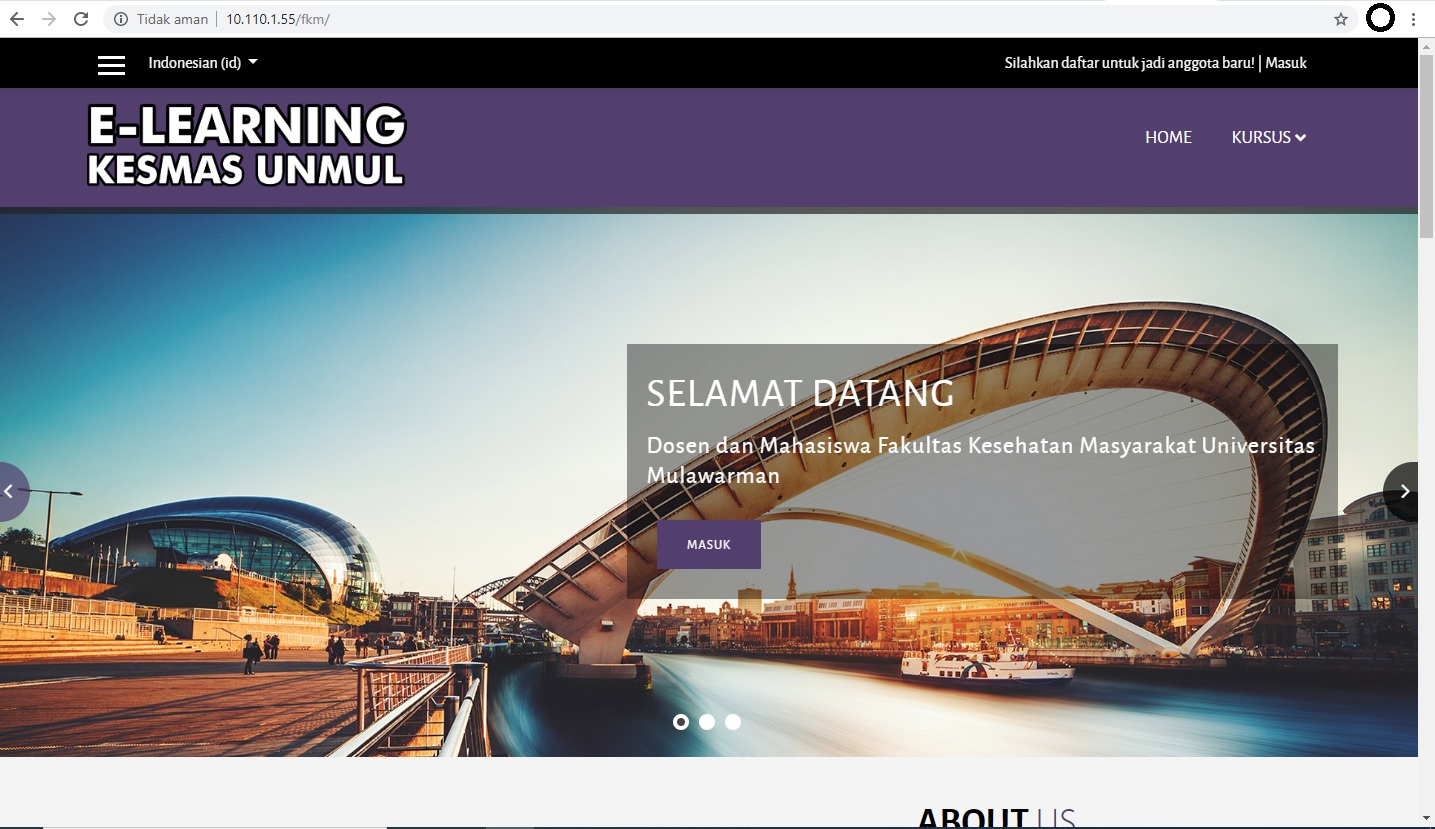 Tidak aman | 10.110.1.55/fkm/
Indonesian (id)
Silahkan daftar untuk jadi anggota baru! | Masuk
E-LEARNING
KESMAS UNMUL
HOME
KURSUS
SELAMAT DATANG
Dosen dan Mahasiswa Fakultas Kesehatan Masyarakat Universitas
Mulawarman
MASUK
ABOUT US